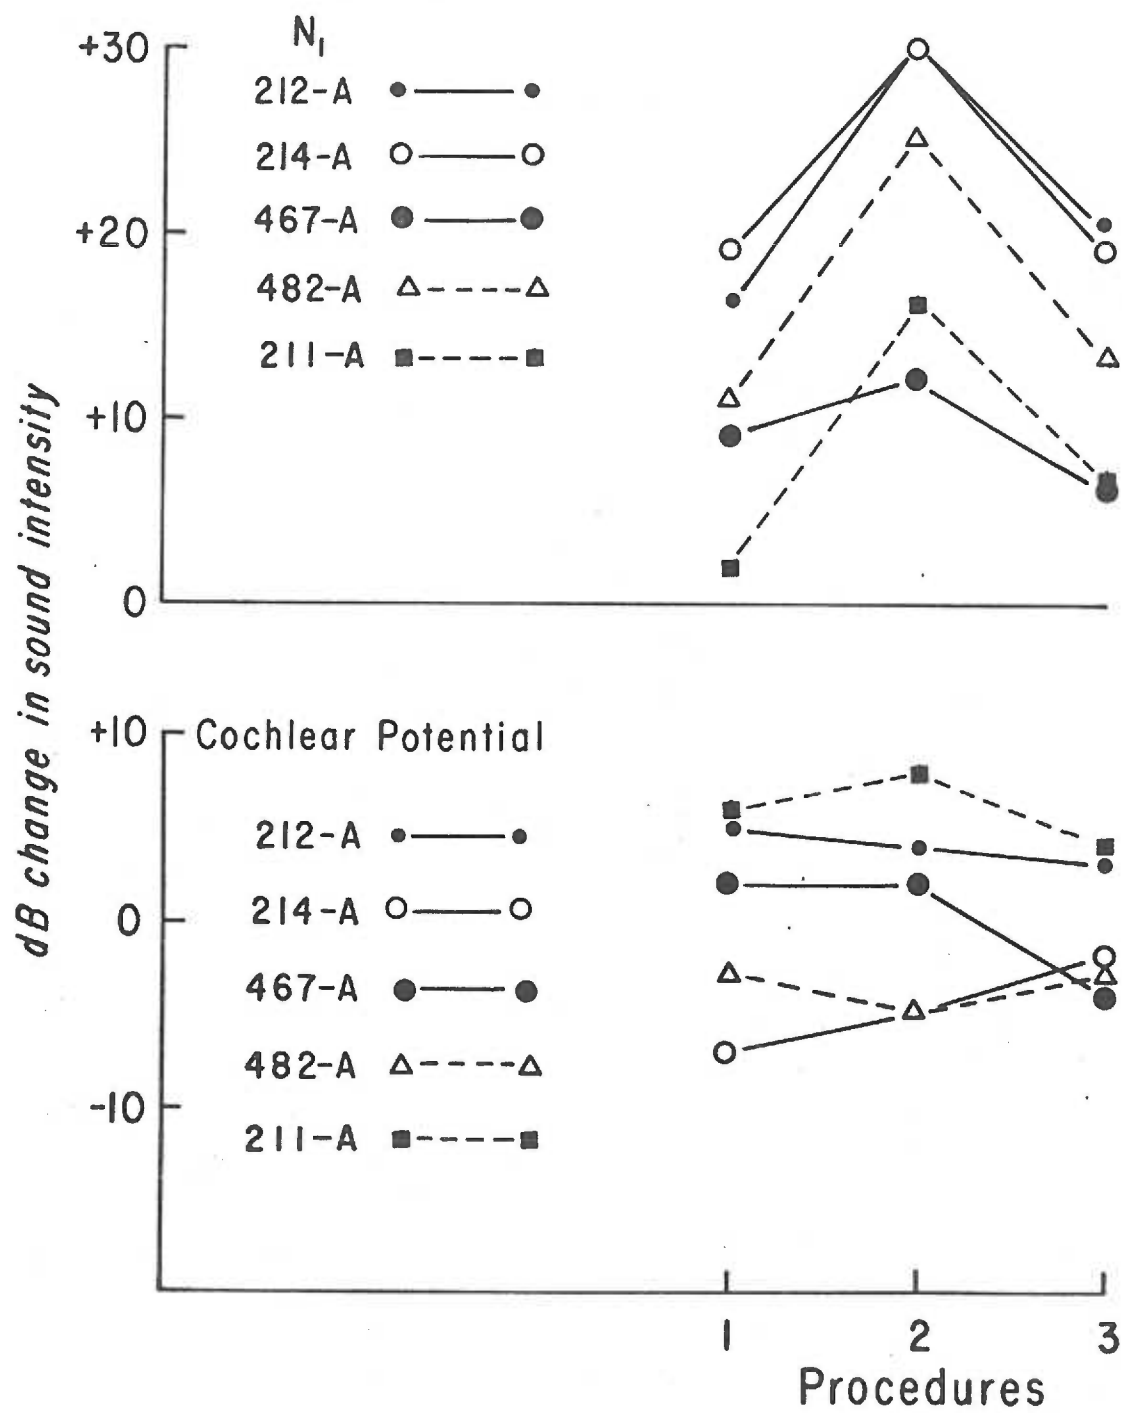 N₁
+30
212-A
214-A
+20
467-A
482-A
211-A
+10
0
dB change in sound intensity
+10
Cochlear Potential
212-A
214-A
0
467-A
482-A
-10
211-A
1 2 3
Procedures